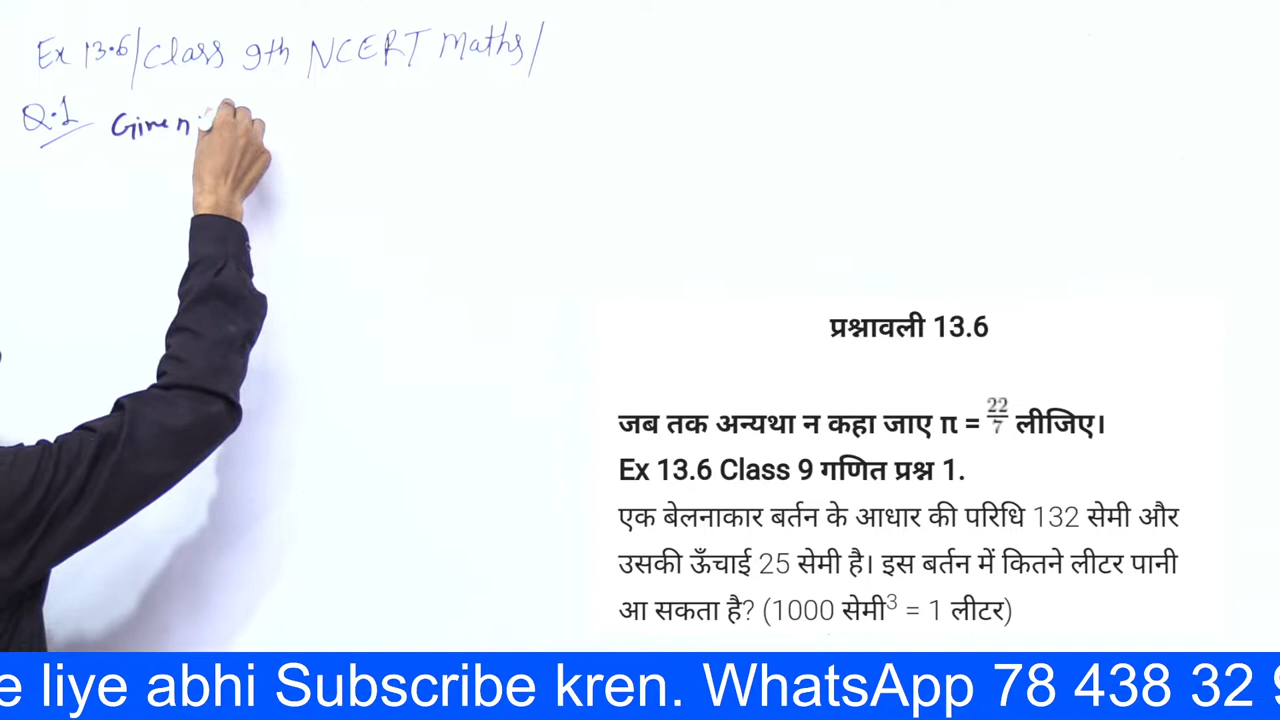 Ex 13.6/Class 9th NCERT Maths/
Q.1 Given
प्रश्नावली 13.6
जब तक अन्यथा न कहा जाए π = 22/7 लीजिए।
Ex 13.6 Class 9 गणित प्रश्न 1.
एक बेलनाकार बर्तन के आधार की परिधि 132 सेमी और
उसकी ऊँचाई 25 सेमी है। इस बर्तन में कितने लीटर पानी
आ सकता है? (1000 सेमी³ = 1 लीटर)
e liye abhi Subscribe kren. WhatsApp 78 438 32 9